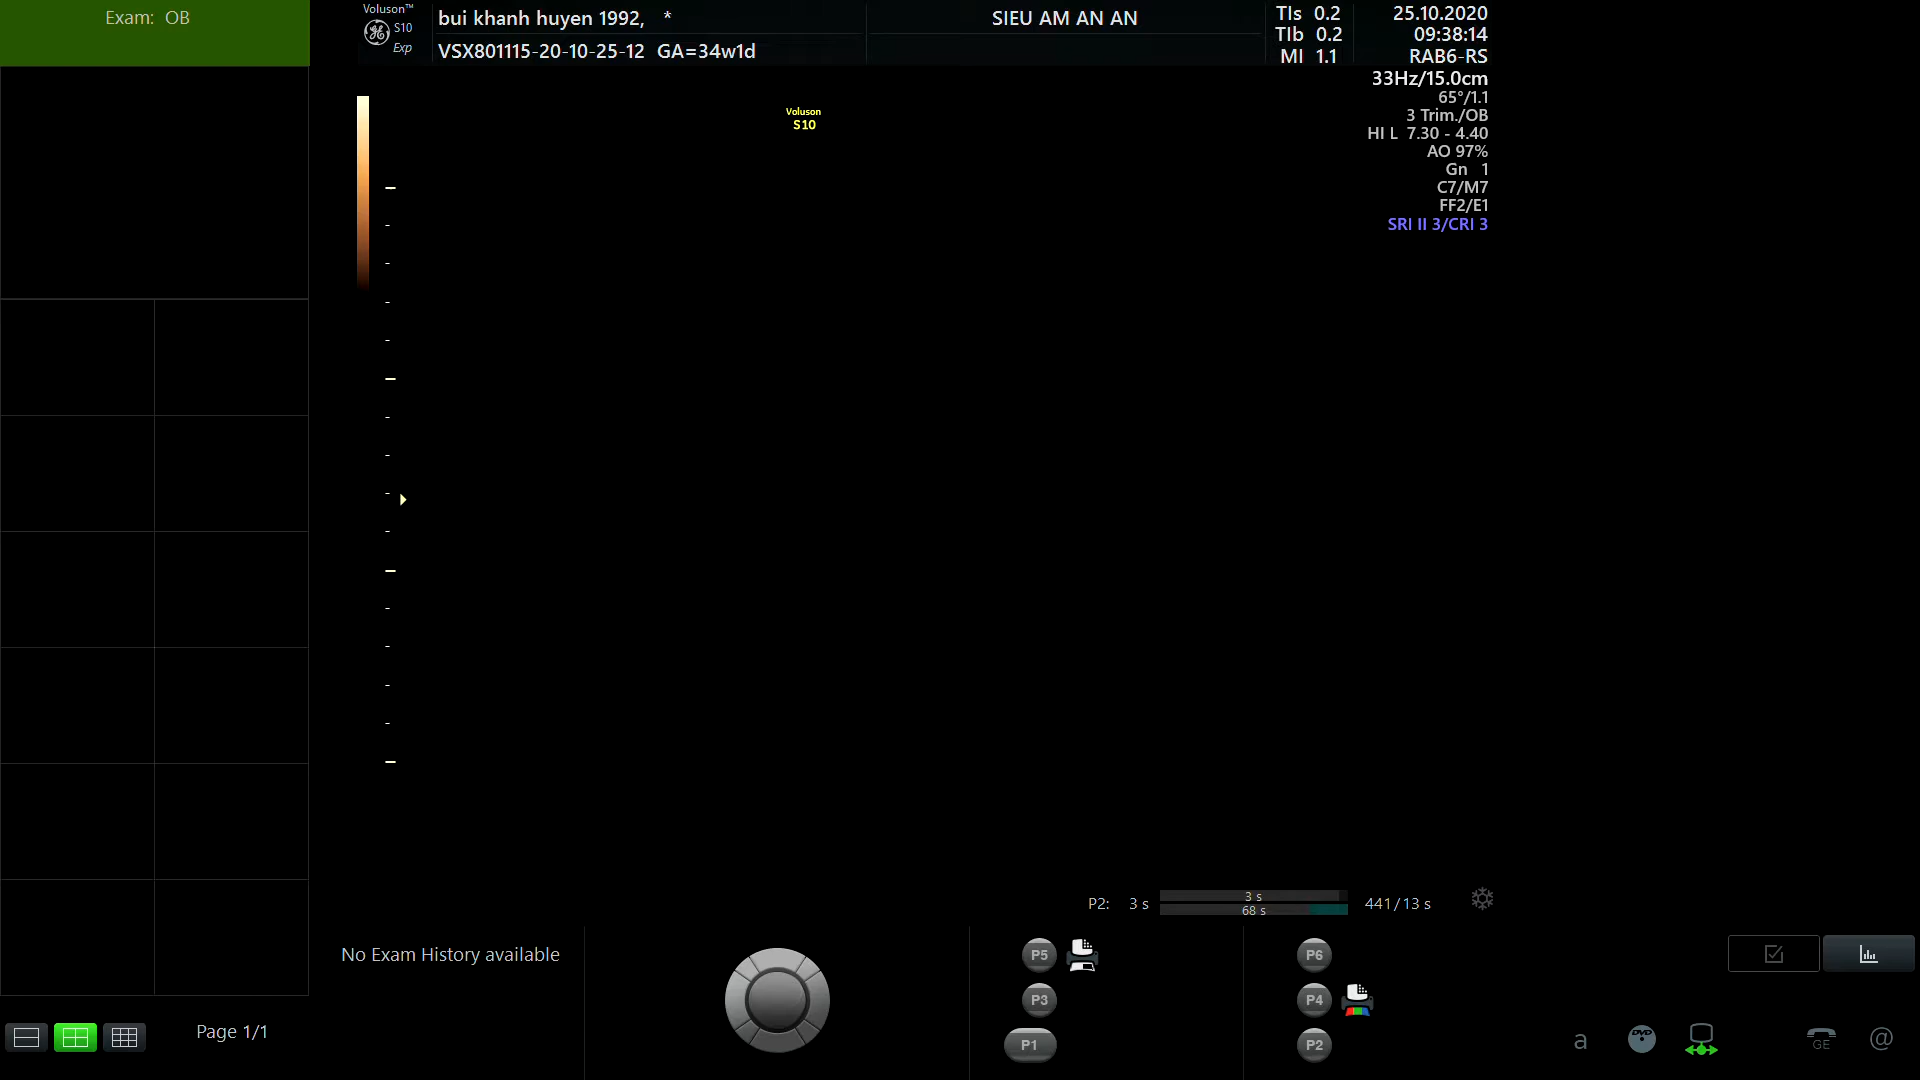 Exam: OB
Voluson™
S10
Exp
bui khanh huyen 1992, *
VSX801115-20-10-25-12 GA=34w1d
SIEU AM AN AN
TIs 0.2
TIb 0.2
MI 1.1
25.10.2020
09:38:14
RAB6-RS
33Hz/15.0cm
65°/1.1
3 Trim./OB
HI L 7.30 - 4.40
AO 97%
Gn 1
C7/M7
FF2/E1
SRI II 3/CRI 3
Voluson
S10
P2: 3 s
3 s
68 s
441/13 s
No Exam History available
P5
P3
P1
P6
P4
P2
Page 1/1
a
DVD
GE
@